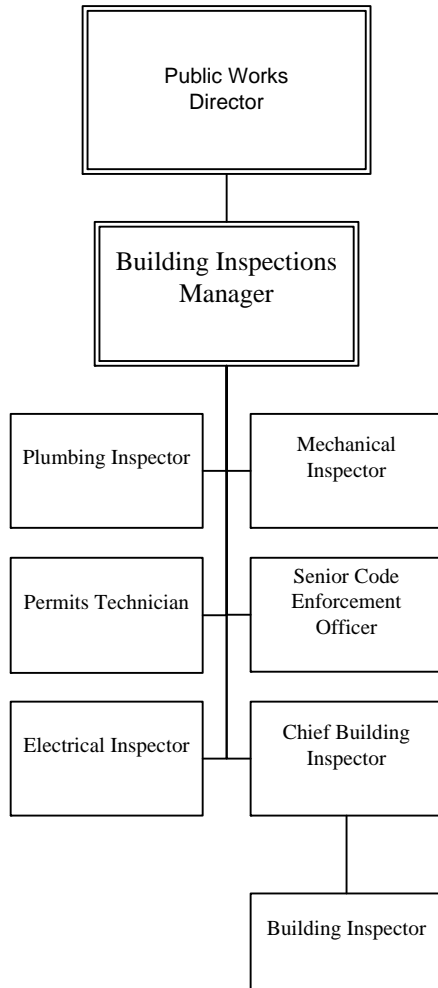 Public Works
Director
Building Inspections
Manager
Plumbing Inspector
Mechanical
Inspector
Permits Technician
Senior Code
Enforcement
Officer
Electrical Inspector
Chief Building
Inspector
Building Inspector